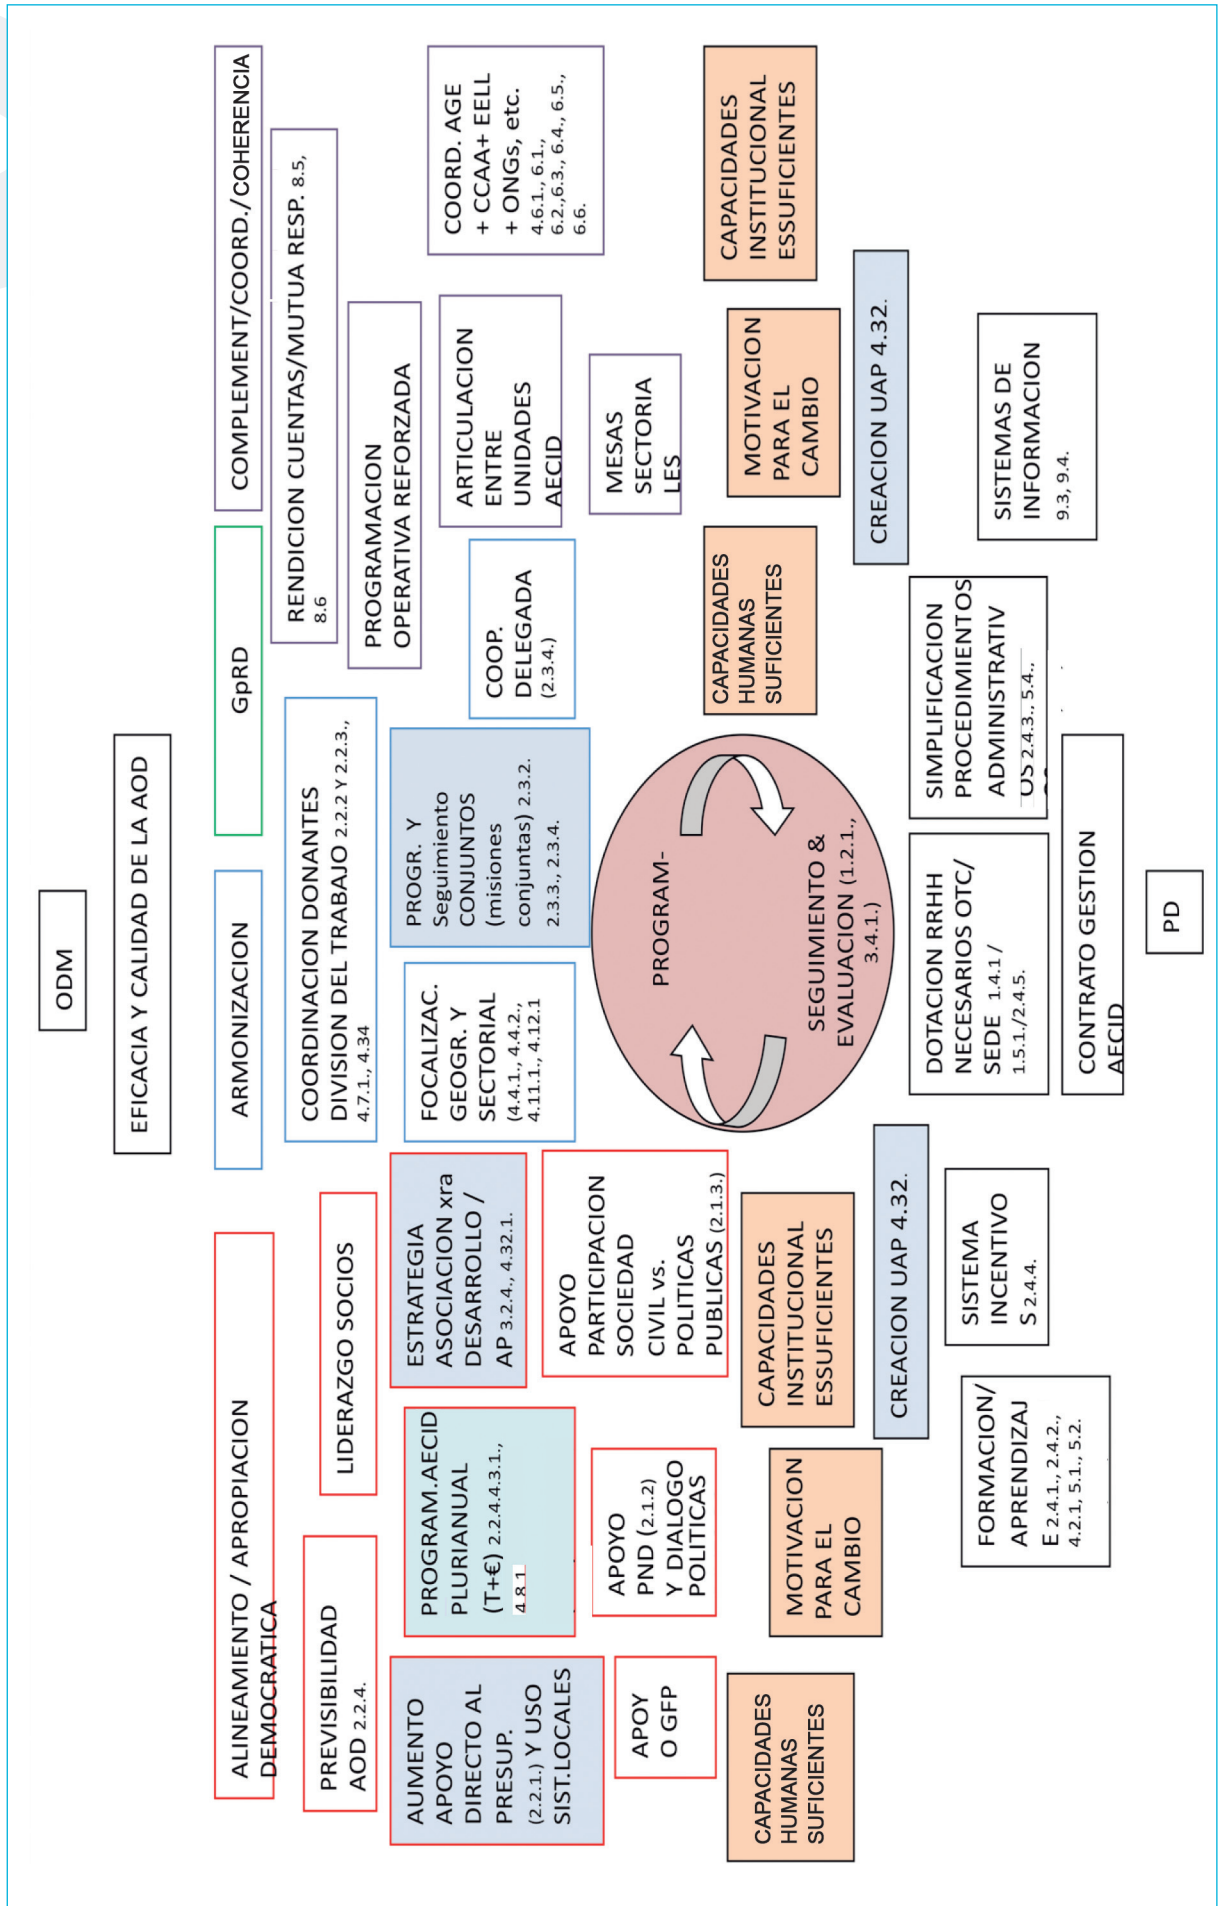 ODM
EFICACIA Y CALIDAD DE LA AOD
ALINEAMIENTO / APROPIACION
DEMOCRATICA
ARMONIZACION
GpRD
COMPLEMENT/COORD./COHERENCIA
PREVISIBILIDAD
AOD 2.2.4.
LIDERAZGO SOCIOS
COORDINACION DONANTES
DIVISION DEL TRABAJO 2.2.2 Y 2.2.3.,
4.7.1., 4.34
RENDICION CUENTAS/MUTUA RESP. 8.5,
8.6
PROGRAMACION
OPERATIVA REFORZADA
AUMENTO
APOYO
DIRECTO AL
PRESUP.
(2.2.1.) Y USO
SIST.LOCALES
PROGRAM.AECID
PLURIANUAL
(T+€) 2.2.4.4.3.1.,
4.8.1
ESTRATEGIA
ASOCIACION xra
DESARROLLO /
AP 3.2.4., 4.32.1.
FOCALIZAC.
GEOGR. Y
SECTORIAL
(4.4.1., 4.4.2.,
4.11.1., 4.12.1
PROGR. Y
Seguimiento
CONJUNTOS
(misiones
conjuntas) 2.3.2.
2.3.3., 2.3.4.
COOP.
DELEGADA
(2.3.4.)
ARTICULACION
ENTRE
UNIDADES
AECID
COORD. AGE
+ CCAA+ EELL
+ ONGs, etc.
4.6.1., 6.1.,
6.2.,6.3., 6.4., 6.5.,
6.6.
APOY
O GFP
APOYO
PND (2.1.2)
Y DIALOGO
POLITICAS
APOYO
PARTICIPACION
SOCIEDAD
CIVIL vs.
POLITICAS
PUBLICAS (2.1.3.)
PROGRAM-
SEGUIMIENTO &
EVALUACION (1.2.1.,
3.4.1.)
MESAS
SECTORIA
LES
CAPACIDADES
HUMANAS
SUFICIENTES
MOTIVACION
PARA EL
CAMBIO
CAPACIDADES
INSTITUCIONAL
ESSUFICIENTES
CAPACIDADES
HUMANAS
SUFICIENTES
MOTIVACION
PARA EL
CAMBIO
CAPACIDADES
INSTITUCIONAL
ESSUFICIENTES
CREACION UAP 4.32.
CREACION UAP 4.32.
FORMACION/
APRENDIZAJ
E 2.4.1., 2.4.2.,
4.2.1, 5.1., 5.2.
SISTEMA
INCENTIVO
S 2.4.4.
DOTACION RRHH
NECESARIOS OTC/
SEDE 1.4.1 /
1.5.1./2.4.5.
SIMPLIFICACION
PROCEDIMIENTOS
ADMINISTRATIV
OS 2.4.3., 5.4.,
SISTEMAS DE
INFORMACION
9.3, 9.4.
CONTRATO GESTION
AECID
PD